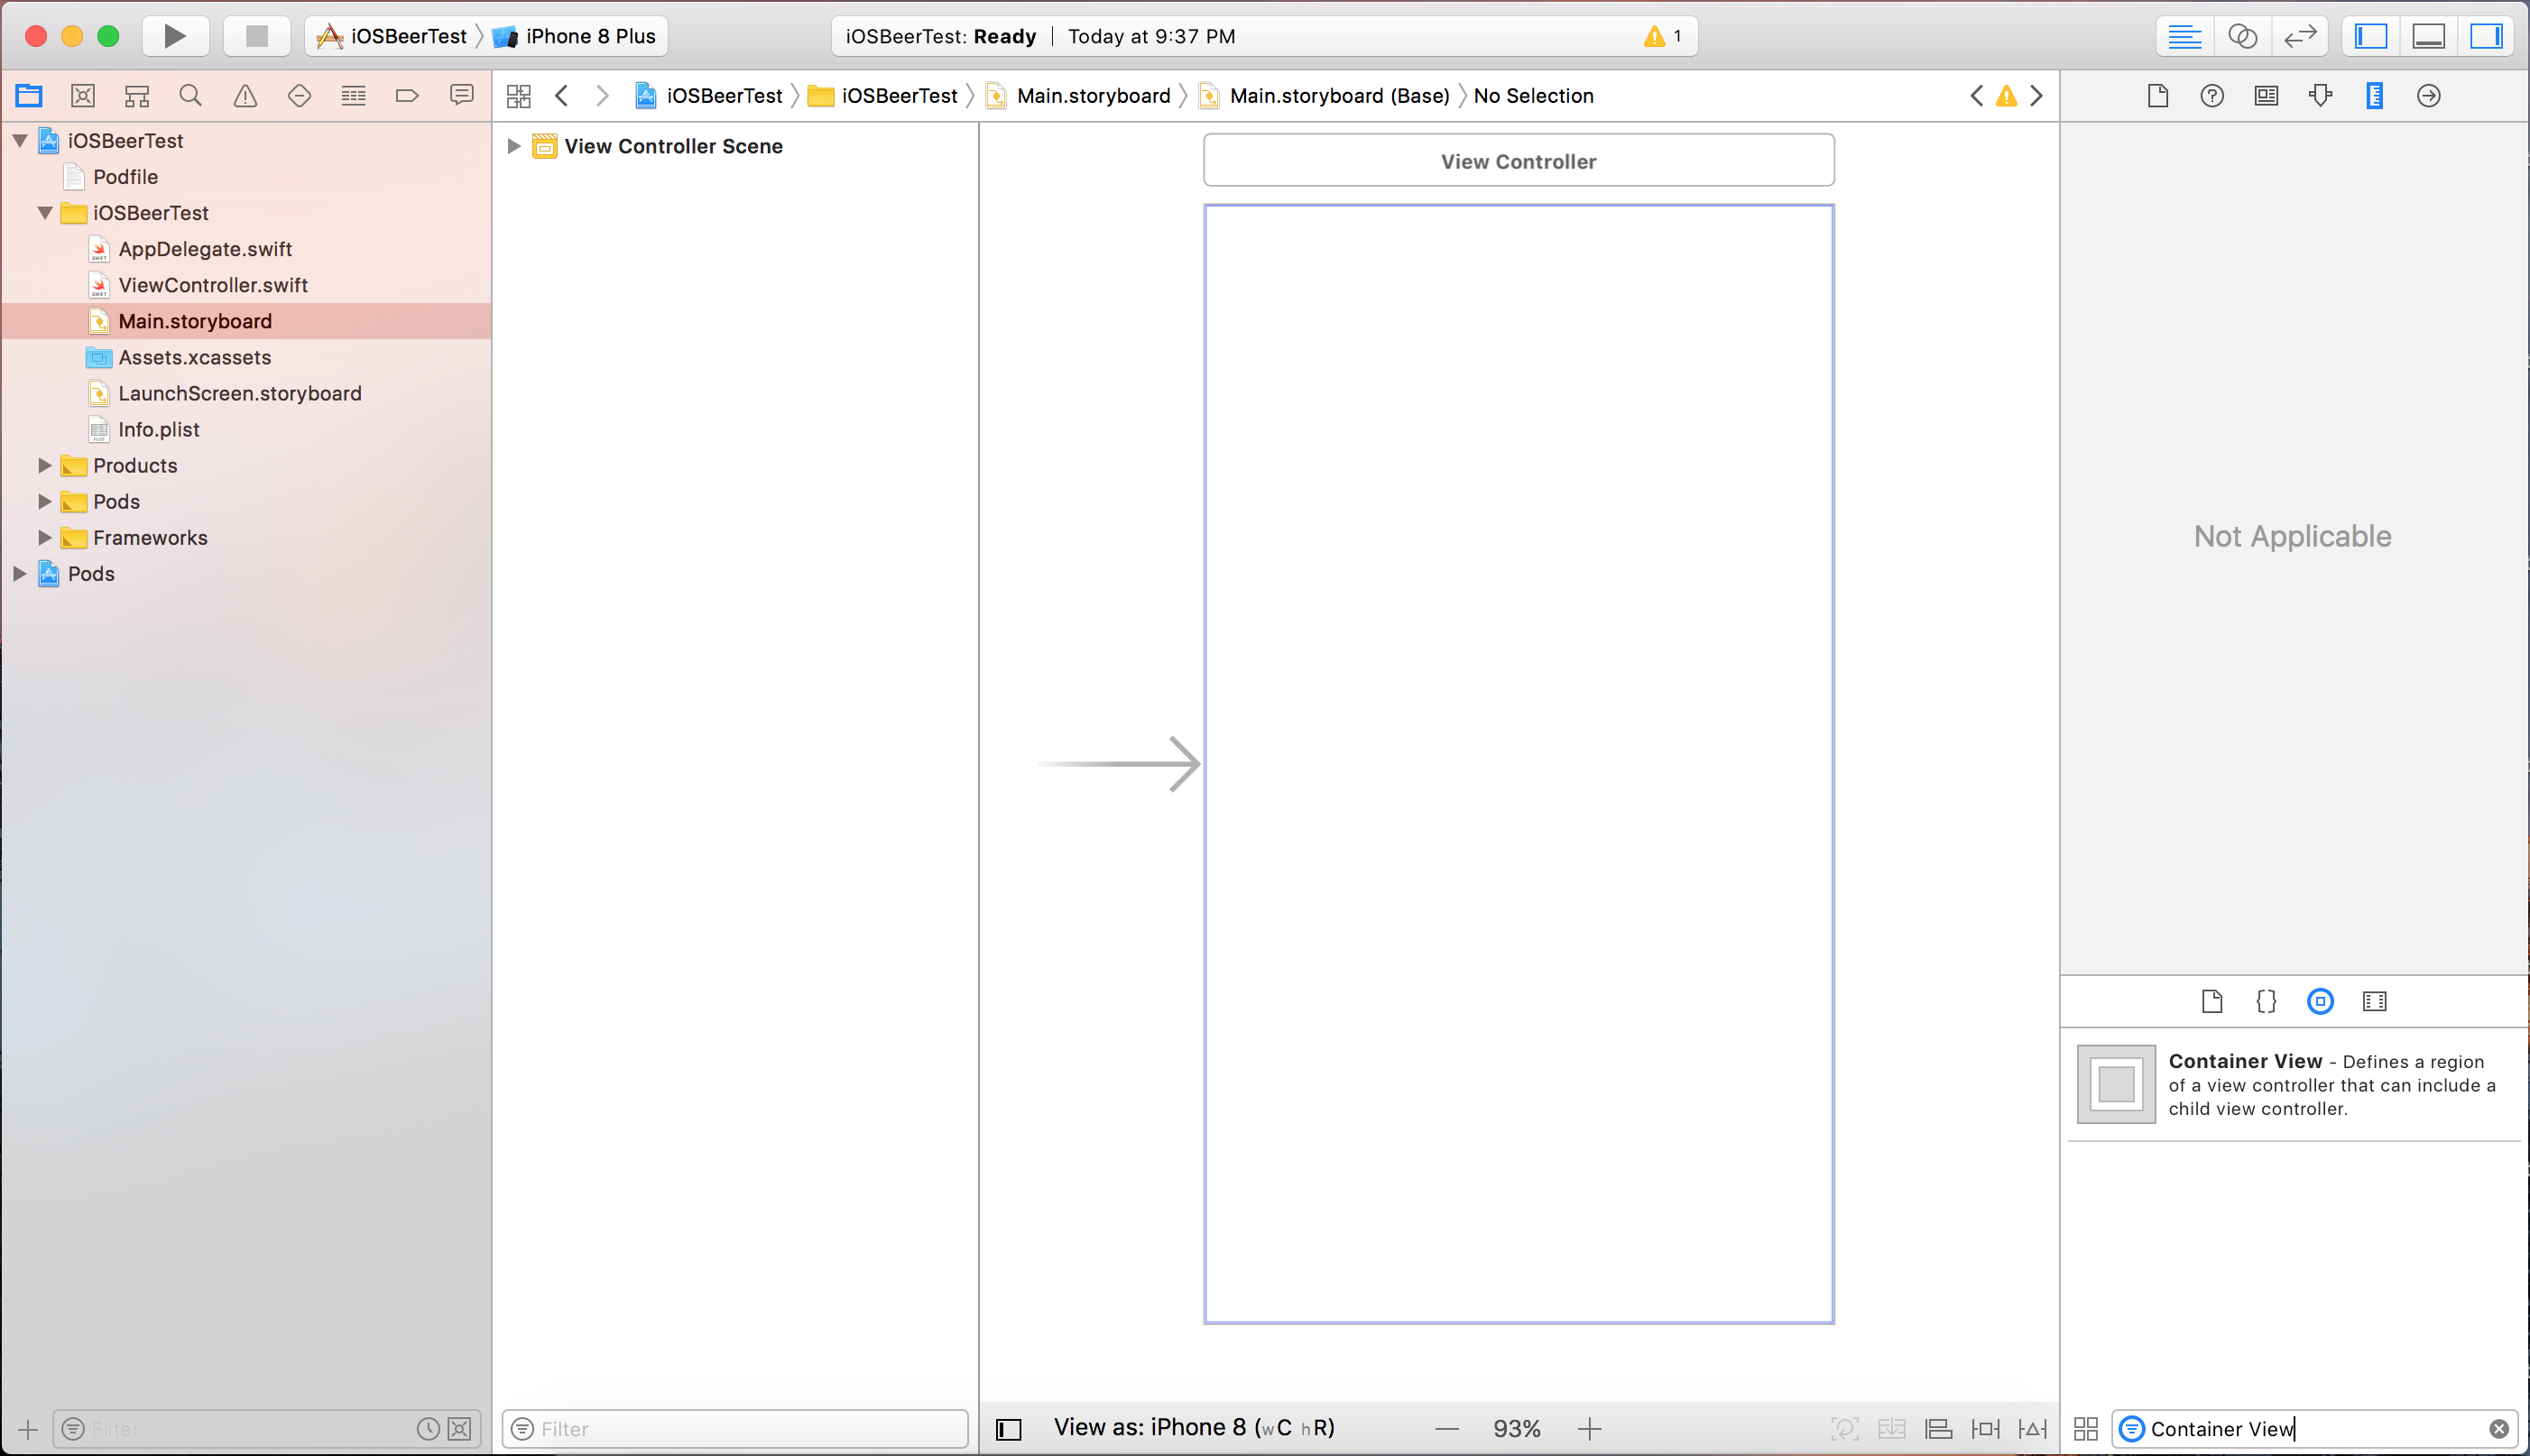 iOSBeerTest iPhone 8 Plus
iOSBeerTest: Ready | Today at 9:37 PM
1
iOSBeerTest iOSBeerTest Main.storyboard Main.storyboard (Base) No Selection
iOSBeerTest
Podfile
iOSBeerTest
AppDelegate.swift
ViewController.swift
Main.storyboard
Assets.xcassets
LaunchScreen.storyboard
Info.plist
Products
Pods
Frameworks
Pods
Filter
View Controller Scene
Filter
View Controller
View as: iPhone 8 (wC hR)
93%
Not Applicable
Container View - Defines a region
of a view controller that can include a
child view controller.
Container View